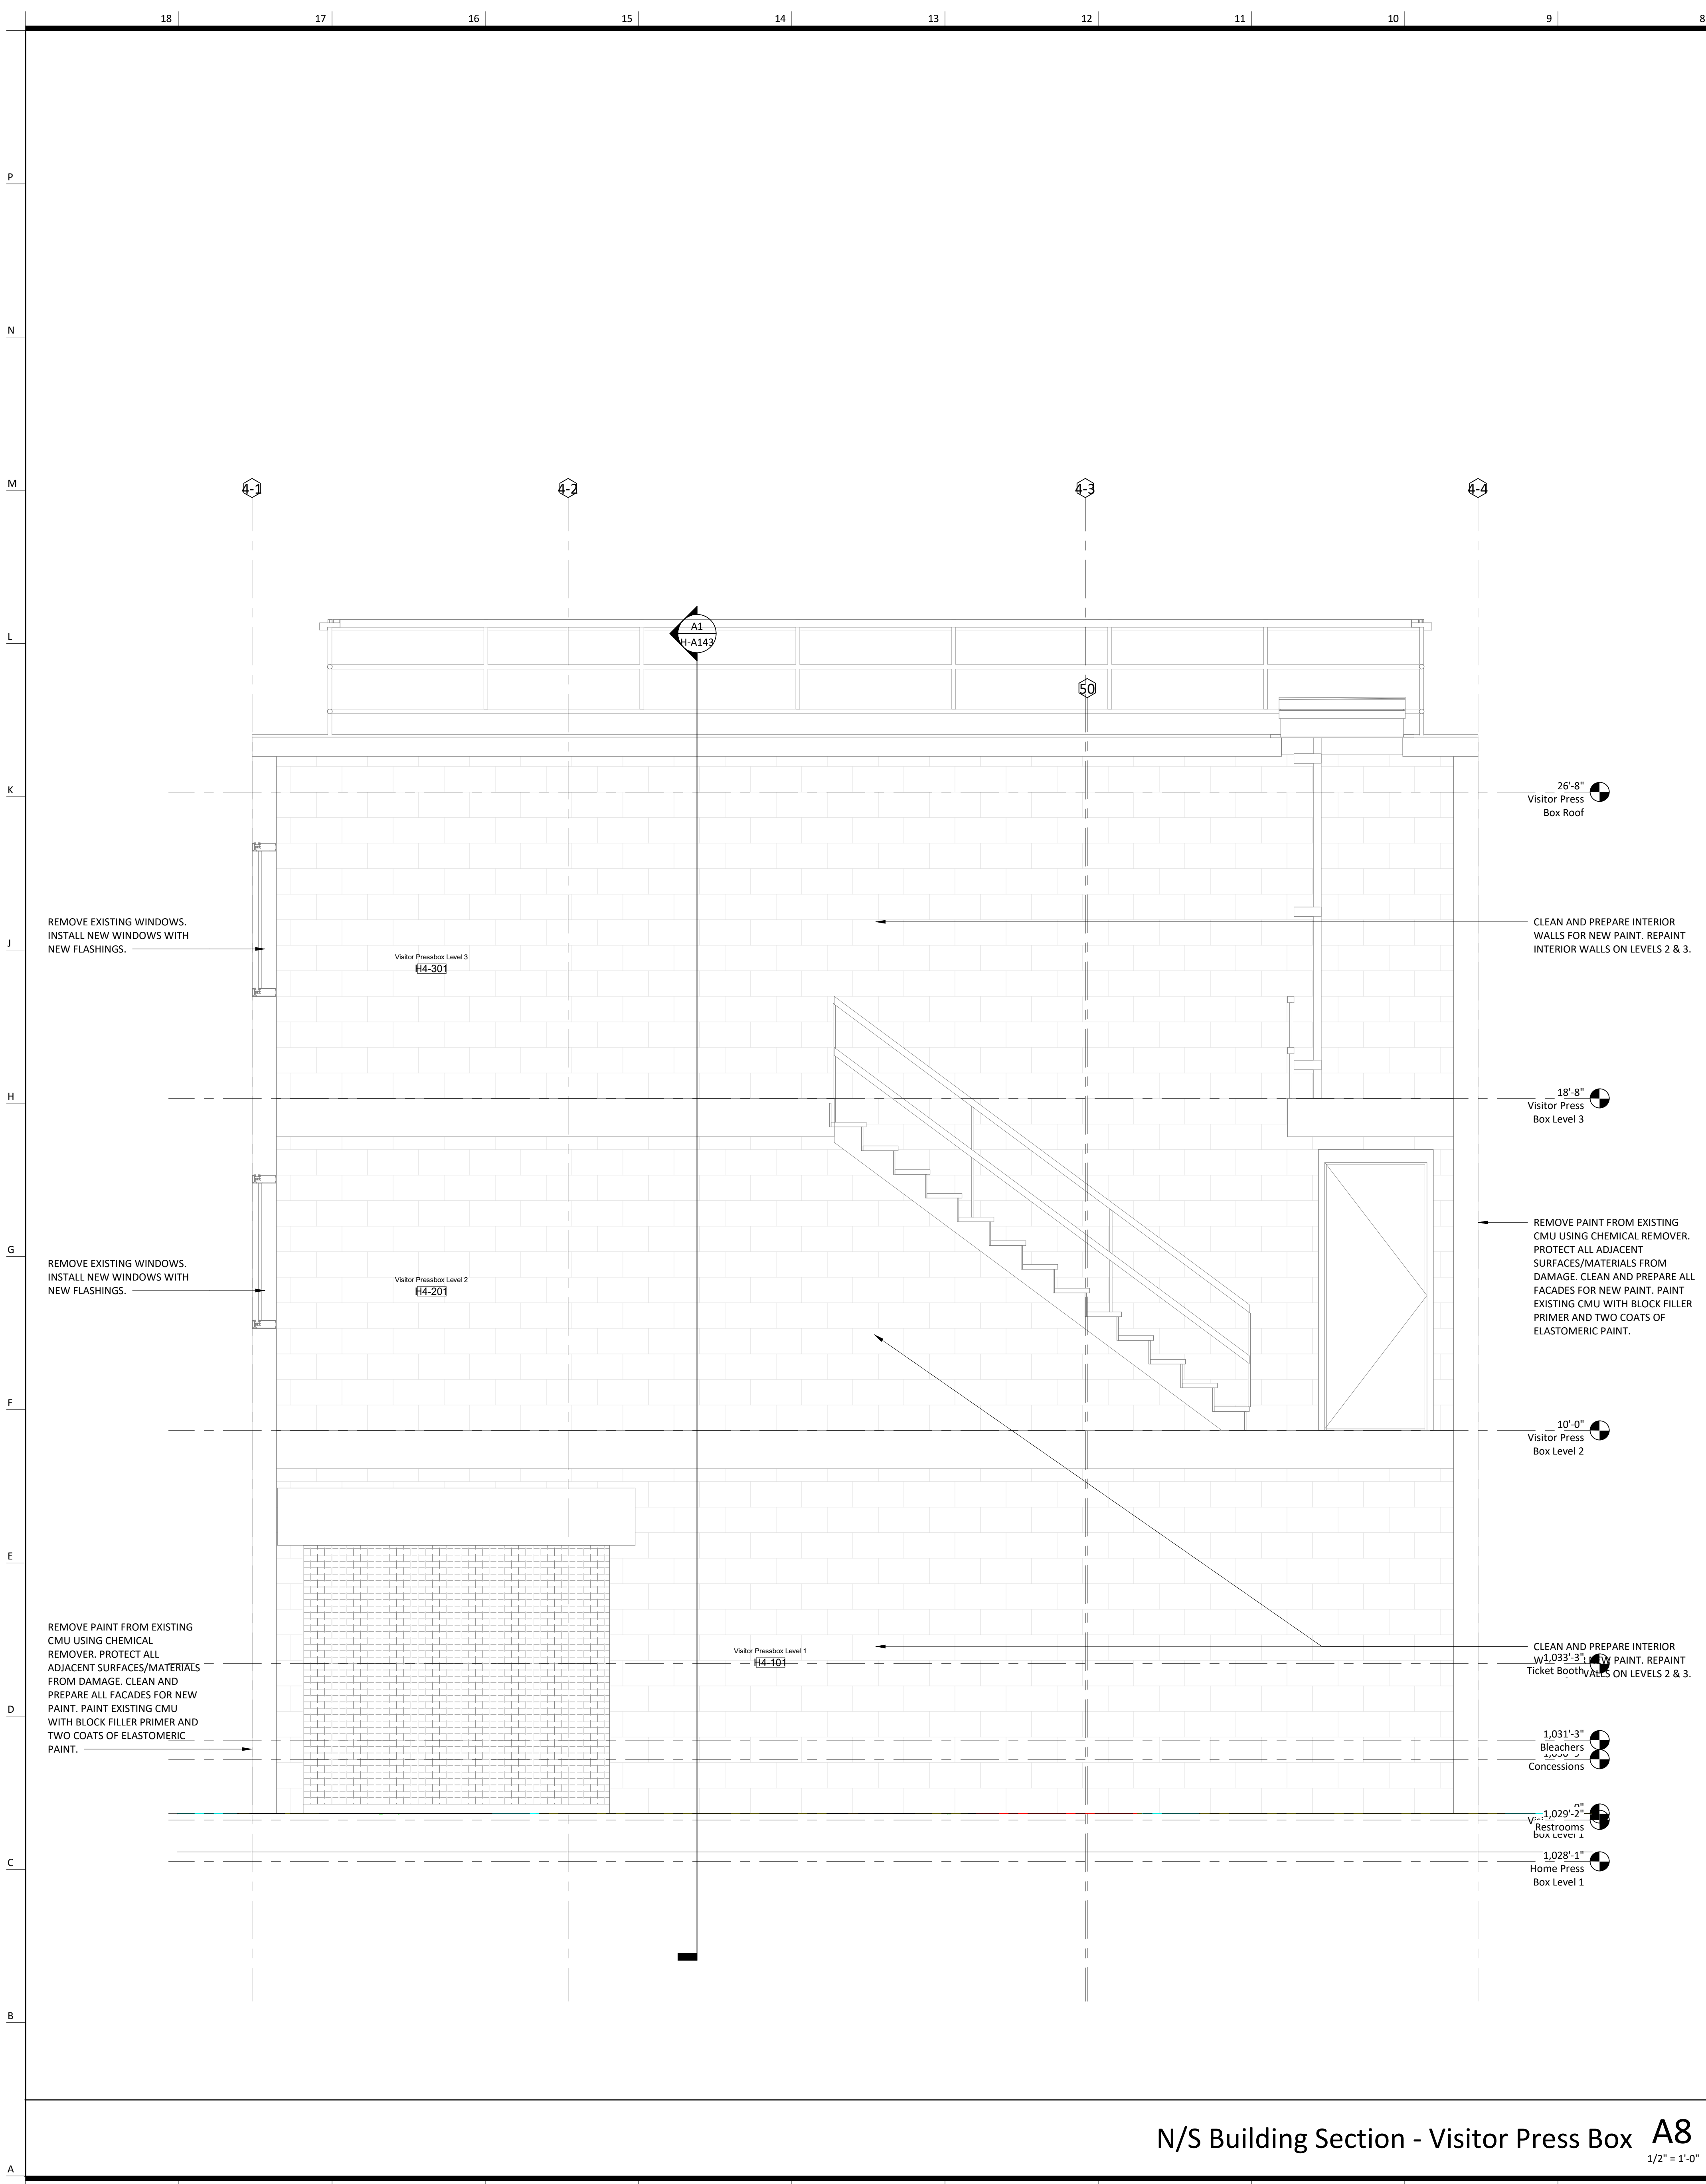 18 17 16 15 14 13 12 11 10 9 8
P
N
M
4-1 4-2 4-3 4-4
L
A1
H-A143
50
K
26'-8"
Visitor Press
Box Roof
REMOVE EXISTING WINDOWS.
INSTALL NEW WINDOWS WITH
NEW FLASHINGS.
CLEAN AND PREPARE INTERIOR
WALLS FOR NEW PAINT. REPAINT
INTERIOR WALLS ON LEVELS 2 & 3.
J
Visitor Pressbox Level 3
H4-301
H
18'-8"
Visitor Press
Box Level 3
G
REMOVE PAINT FROM EXISTING
CMU USING CHEMICAL REMOVER.
PROTECT ALL ADJACENT
SURFACES/MATERIALS FROM
DAMAGE. CLEAN AND PREPARE ALL
FACADES FOR NEW PAINT. PAINT
EXISTING CMU WITH BLOCK FILLER
PRIMER AND TWO COATS OF
ELASTOMERIC PAINT.
REMOVE EXISTING WINDOWS.
INSTALL NEW WINDOWS WITH
NEW FLASHINGS.
Visitor Pressbox Level 2
H4-201
F
10'-0"
Visitor Press
Box Level 2
E
REMOVE PAINT FROM EXISTING
CMU USING CHEMICAL
REMOVER. PROTECT ALL
ADJACENT SURFACES/MATERIALS
FROM DAMAGE. CLEAN AND
PREPARE ALL FACADES FOR NEW
PAINT. PAINT EXISTING CMU
WITH BLOCK FILLER PRIMER AND
TWO COATS OF ELASTOMERIC
PAINT.
Visitor Pressbox Level 1
H4-101
CLEAN AND PREPARE INTERIOR
PAINT. REPAINT
ON LEVELS 2 & 3.
1,033'-3"
Ticket Booth
D
1,031'-3"
Bleachers
Concessions
1,029'-2"
Restrooms
Box Level 1
C
1,028'-1"
Home Press
Box Level 1
B
N/S Building Section - Visitor Press Box A8
1/2" = 1'-0"
A